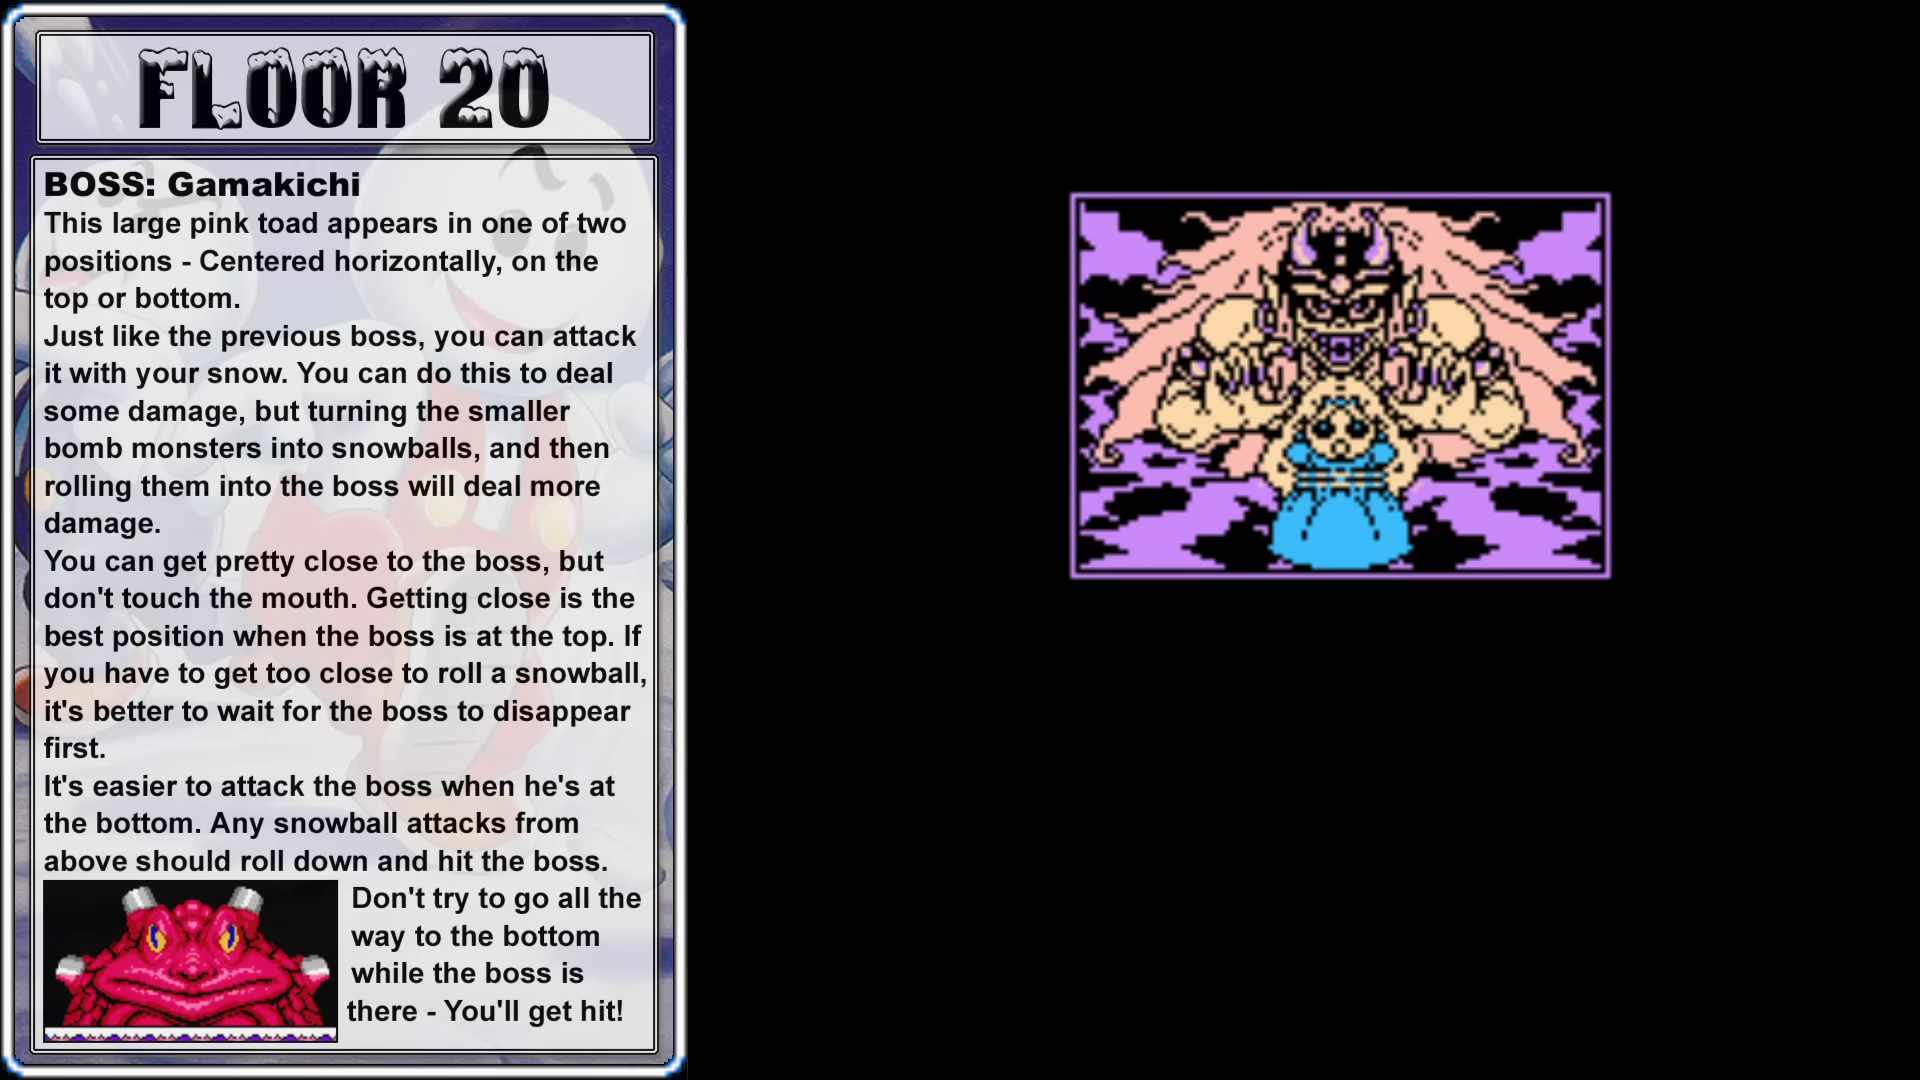 FLOOR 20
BOSS: Gamakichi
This large pink toad appears in one of two
positions - Centered horizontally, on the
top or bottom.
Just like the previous boss, you can attack
it with your snow. You can do this to deal
some damage, but turning the smaller
bomb monsters into snowballs, and then
rolling them into the boss will deal more
damage.
You can get pretty close to the boss, but
don't touch the mouth. Getting close is the
best position when the boss is at the top. If
you have to get too close to roll a snowball,
it's better to wait for the boss to disappear
first.
It's easier to attack the boss when he's at
the bottom. Any snowball attacks from
above should roll down and hit the boss.
Don't try to go all the
way to the bottom
while the boss is
there - You'll get hit!